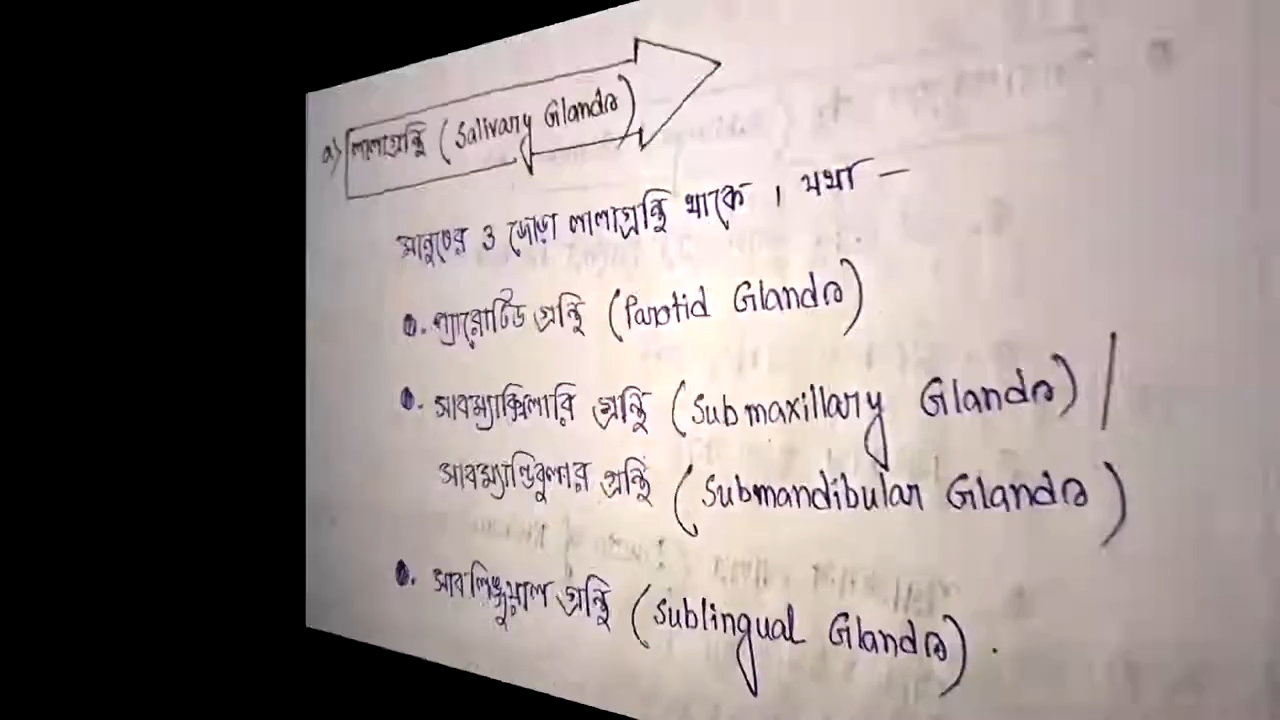 a) লালাগ্রন্থি (Salivary Glands)
মানুষের ৩ জোড়া লালাগ্রন্থি থাকে । যথা —
প্যারোটিড গ্রন্থি (Parotid Glands)
সাবম্যাক্সিলারি গ্রন্থি (Submaxillary Glands) /
সাবম্যান্ডিবুলার গ্রন্থি (Submandibular Glands)
সাবলিঙ্গুয়াল গ্রন্থি (Sublingual Glands).